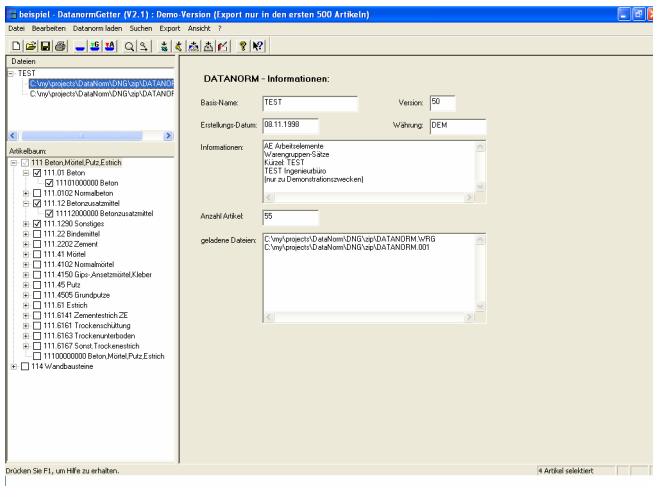 beispiel - DatanormGetter (V2.1) : Demo-Version (Export nur in den ersten 500 Artikeln)
Datei Bearbeiten Datanorm laden Suchen Export Ansicht ?
Dateien
TEST
C:\my\projects\DataNorm\DNG\zip\DATANOF
C:\my\projects\DataNorm\DNG\zip\DATANOF
Artikelbaum:
111 Beton,Mörtel,Putz,Estrich
111.01 Beton
11101000000 Beton
111.0102 Normalbeton
111.12 Betonzusatzmittel
11112000000 Betonzusatzmittel
111.1290 Sonstiges
111.22 Bindemittel
111.2202 Zement
111.41 Mörtel
111.4102 Normalmörtel
111.4150 Gips-,Ansetzmörtel,Kleber
111.45 Putz
111.4505 Grundputze
111.61 Estrich
111.6141 Zementestrich ZE
111.6161 Trockenschüttung
111.6163 Trockenunterboden
111.6167 Sonst.Trockenestrich
11100000000 Beton,Mörtel,Putz,Estrich
114 Wandbausteine
DATANORM - Informationen:
Basis-Name: TEST Version: 50
Erstellungs-Datum: 08.11.1998 Währung: DEM
Informationen: AE Arbeitselemente
Warengruppen-Sätze
Kürzel: TEST
TEST Ingenieurbüro
(nur zu Demonstrationszwecken)
Anzahl Artikel: 55
geladene Dateien: C:\my\projects\DataNorm\DNG\zip\DATANORM.WRG
C:\my\projects\DataNorm\DNG\zip\DATANORM.001
Drücken Sie F1, um Hilfe zu erhalten. 4 Artikel selektiert